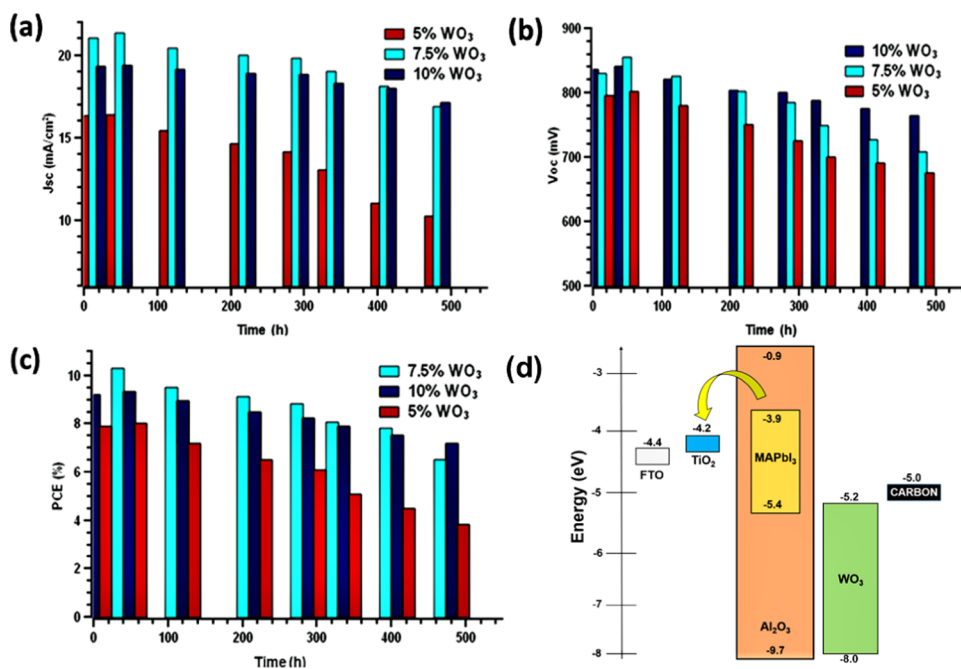 (a)
Jsc (mA/cm²)
20
15
10
5% WO₃
7.5% WO₃
10% WO₃
0 100 200 300 400 500
Time (h)
(b)
Voc (mV)
900
800
700
600
500
10% WO₃
7.5% WO₃
5% WO₃
0 100 200 300 400 500
Time (h)
(c)
PCE (%)
10
8
6
4
2
0
7.5% WO₃
10% WO₃
5% WO₃
0 100 200 300 400 500
Time (h)
(d)
Energy (eV)
-3
-4
-5
-6
-7
-8
-4.4
FTO
-4.2
TiO₂
-0.9
-3.9
MAPbI₃
-5.4
Al₂O₃
-9.7
-5.2
WO₃
-8.0
-5.0
CARBON